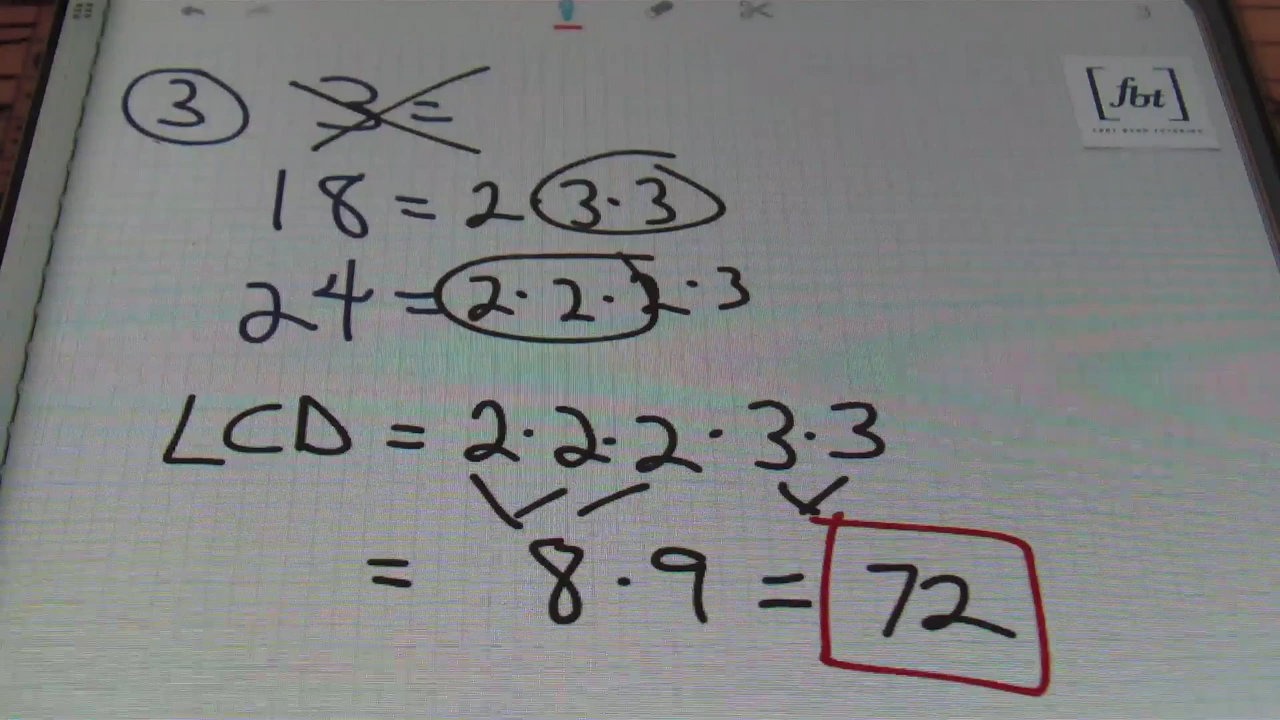 3 3 =
18 = 2 3·3
24 = 2·2·2·3
LCD = 2·2·2·3·3
= 8·9 = 72
[fbt]